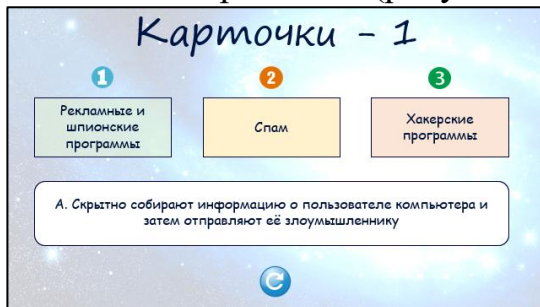 Карточки - 1
1
2
3
Рекламные и
шпионские
программы
Спам
Хакерские
программы
А. Скрытно собирают информацию о пользователе компьютера и
затем отправляют её злоумышленнику